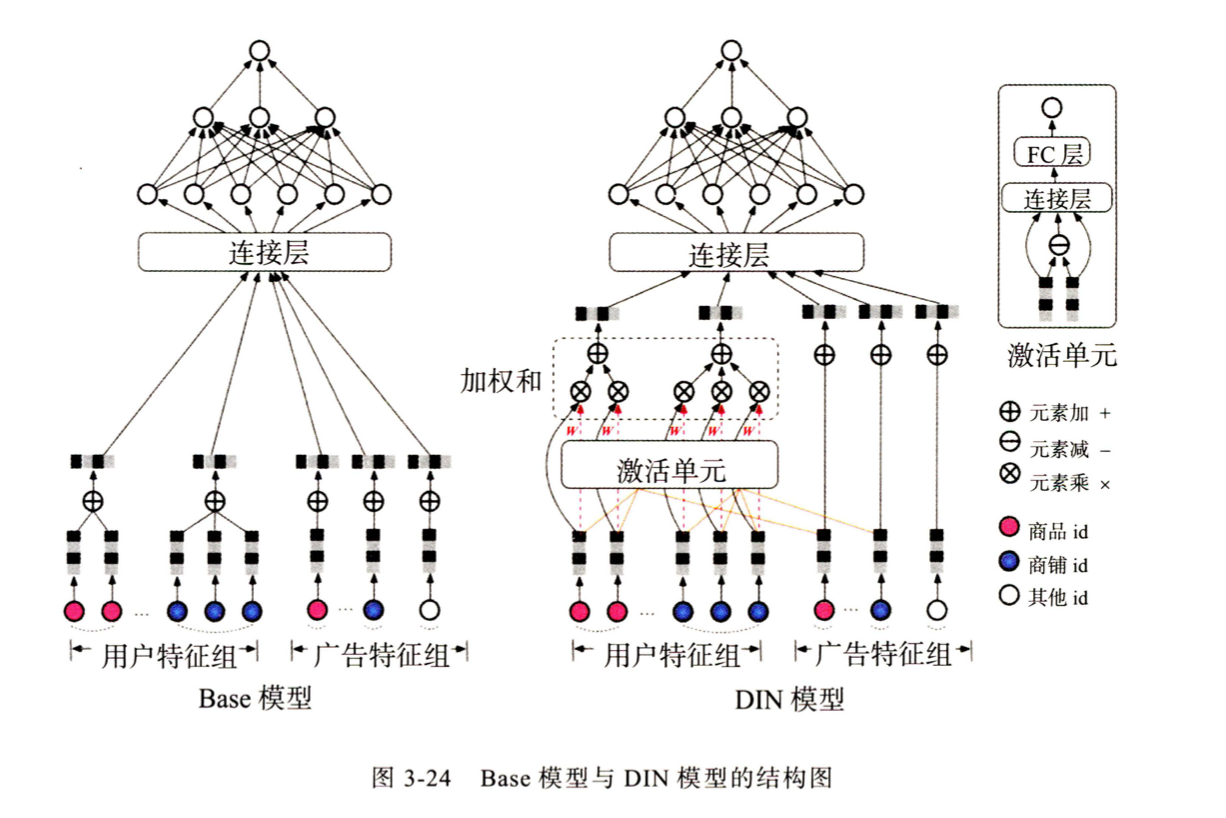 连接层
用户特征组
广告特征组
Base 模型
连接层
加权和
w w w w w
激活单元
用户特征组
广告特征组
DIN 模型
FC 层
连接层
激活单元
元素加 +
元素减 −
元素乘 ×
商品 id
商铺 id
其他 id
... ... ... ...
图 3-24 Base 模型与 DIN 模型的结构图